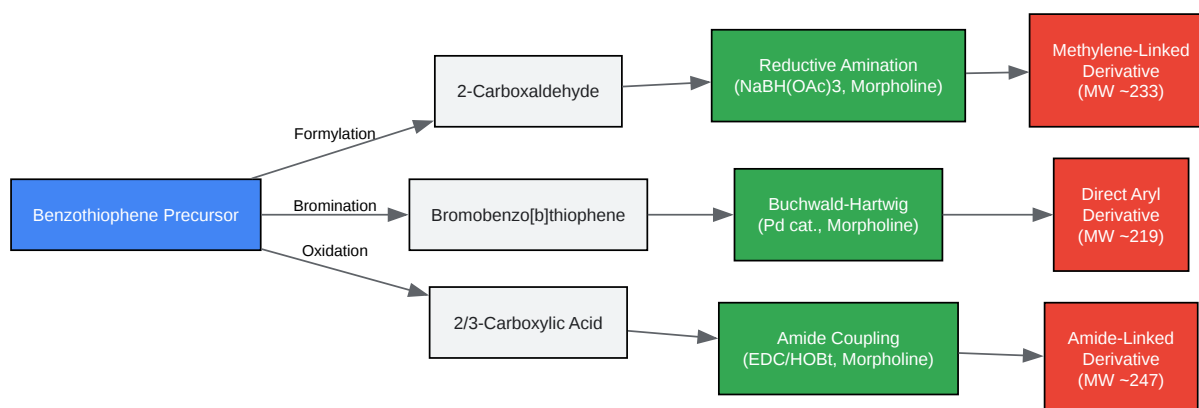 Benzothiophene Precursor
Formylation
Bromination
Oxidation
2-Carboxaldehyde
Reductive Amination
(NaBH(OAc)3, Morpholine)
Methylene-Linked
Derivative
(MW ~233)
Bromobenzo[b]thiophene
Buchwald-Hartwig
(Pd cat., Morpholine)
Direct Aryl
Derivative
(MW ~219)
2/3-Carboxylic Acid
Amide Coupling
(EDC/HOBt, Morpholine)
Amide-Linked
Derivative
(MW ~247)